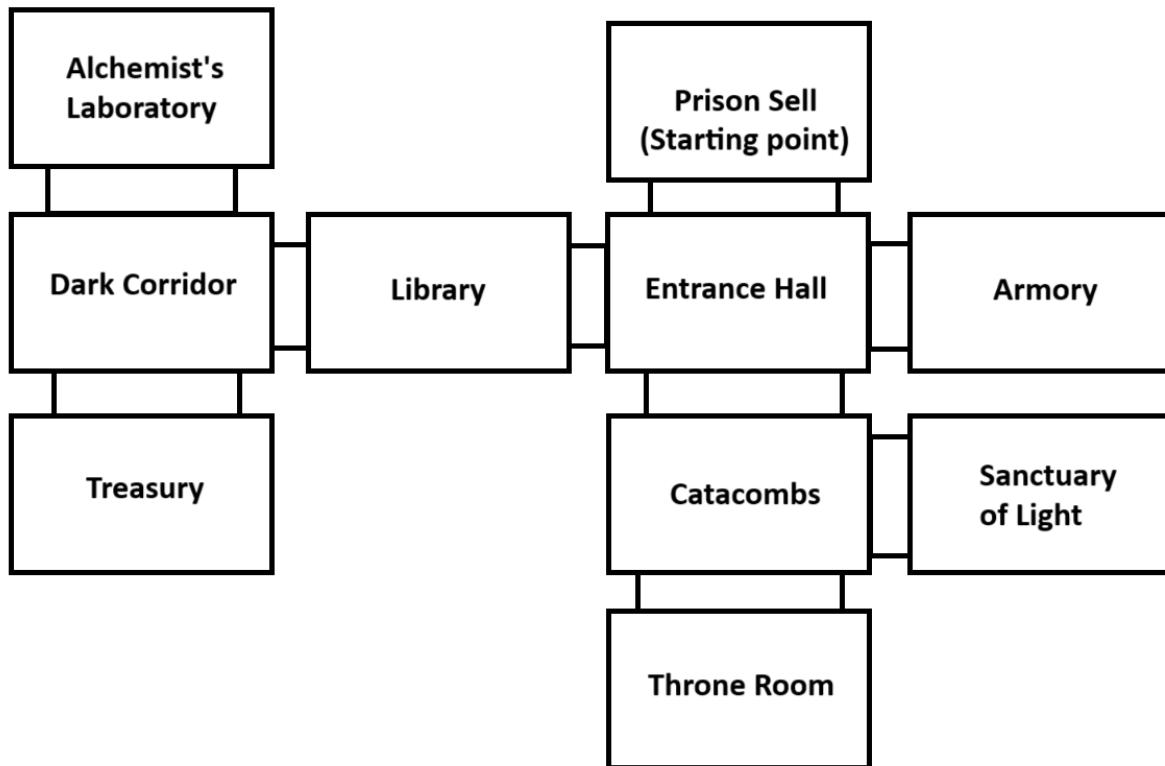 Alchemist's
Laboratory
Prison Sell
(Starting point)
Dark Corridor
Library
Entrance Hall
Armory
Treasury
Catacombs
Sanctuary
of Light
Throne Room